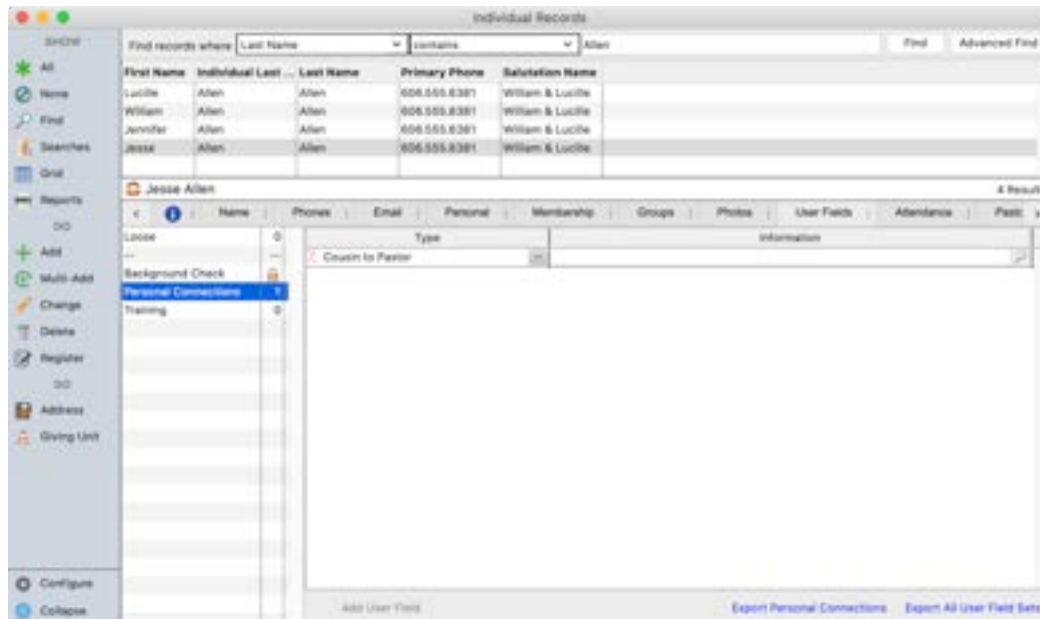 Individual Records
SHOW
All
None
Find
Searches
Grid
Reports
DO
Add
Multi-Add
Change
Delete
Register
GO
Address
Giving Unit
Configure
Collapse
Find records where Last Name contains Allen Find Advanced Find
First Name Individual Last ... Last Name Primary Phone Salutation Name
Lucille Allen Allen 606.555.8381 William & Lucille
William Allen Allen 606.555.8381 William & Lucille
Jennifer Allen Allen 606.555.8381 William & Lucille
Jesse Allen Allen 606.555.8381 William & Lucille
Jesse Allen 4 Result
Name Phones Email Personal Membership Groups Photos User Fields Attendance Pastc
Loose 0
... ...
Background Check
Personal Connections 1
Training 0
Type Information
Cousin to Pastor
Add User Field Export Personal Connections Export All User Field Sets